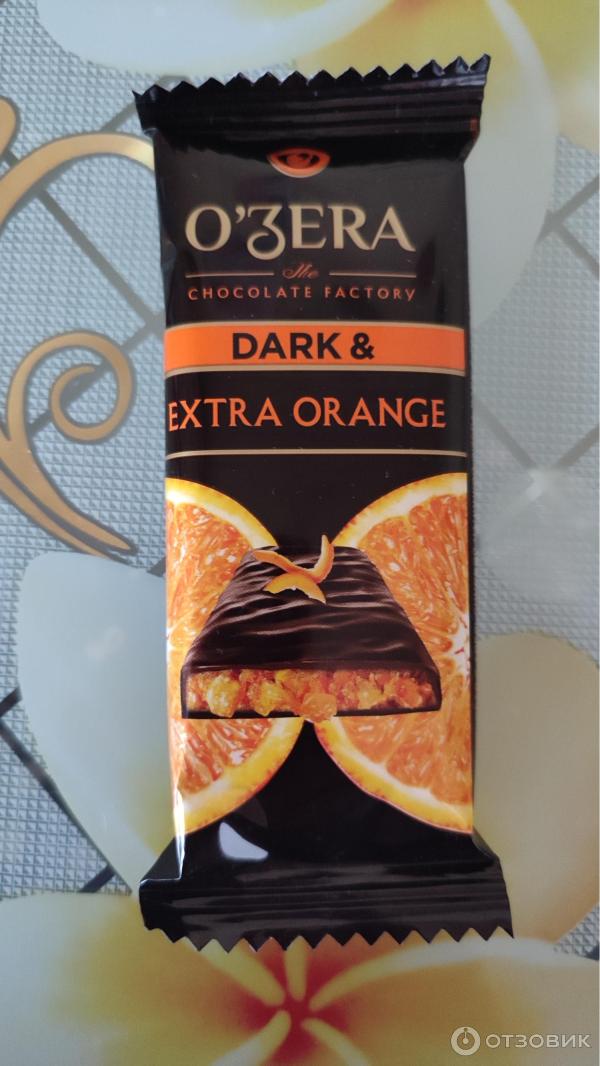 O'ZERA
The
CHOCOLATE FACTORY
DARK &
EXTRA ORANGE
ОТЗОВИК